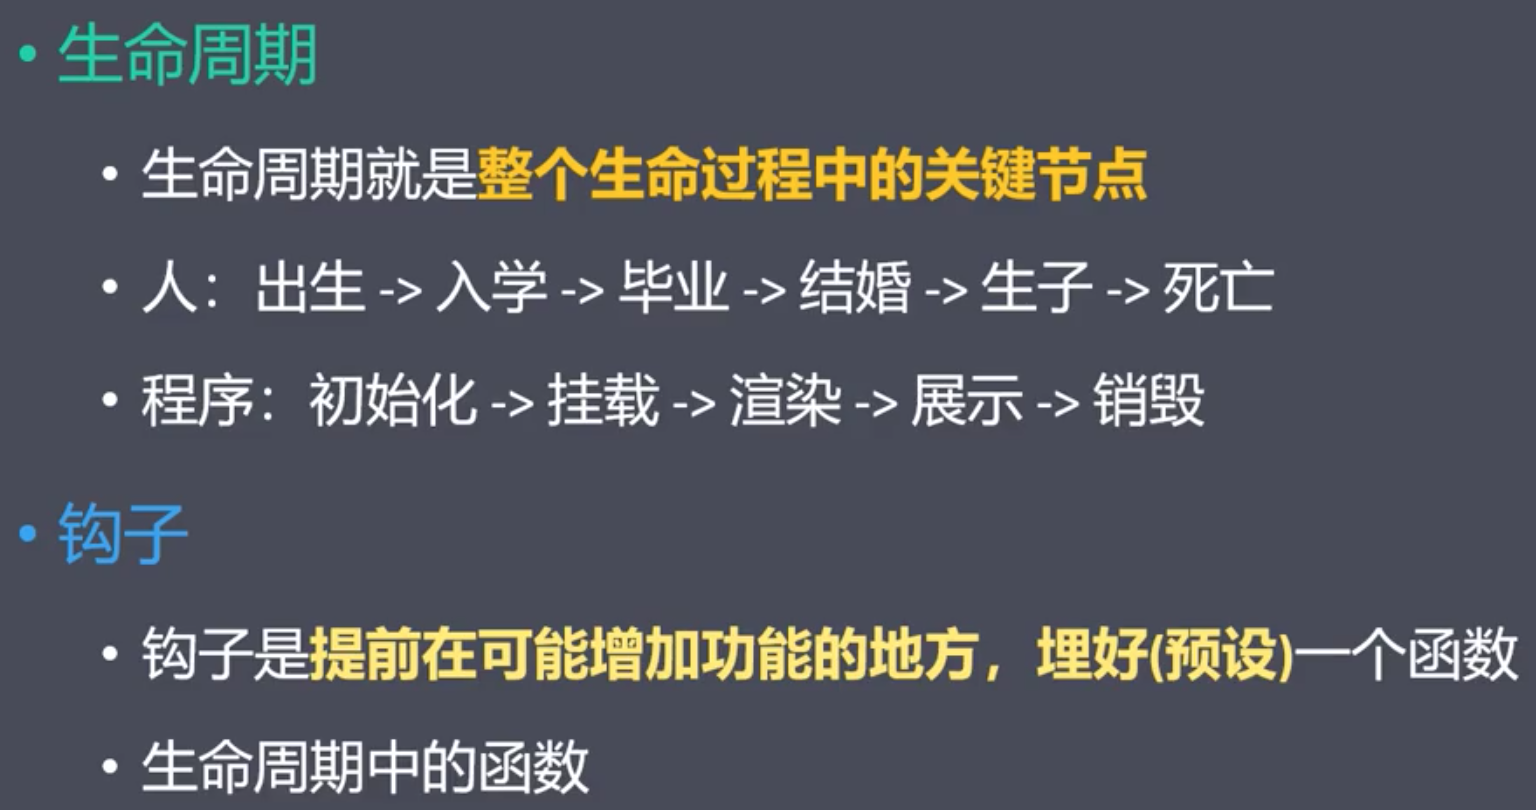 • 生命周期
• 生命周期就是整个生命过程中的关键节点
• 人：出生 -> 入学 -> 毕业 -> 结婚 -> 生子 -> 死亡
• 程序：初始化 -> 挂载 -> 渲染 -> 展示 -> 销毁
• 钩子
• 钩子是提前在可能增加功能的地方，埋好(预设)一个函数
• 生命周期中的函数